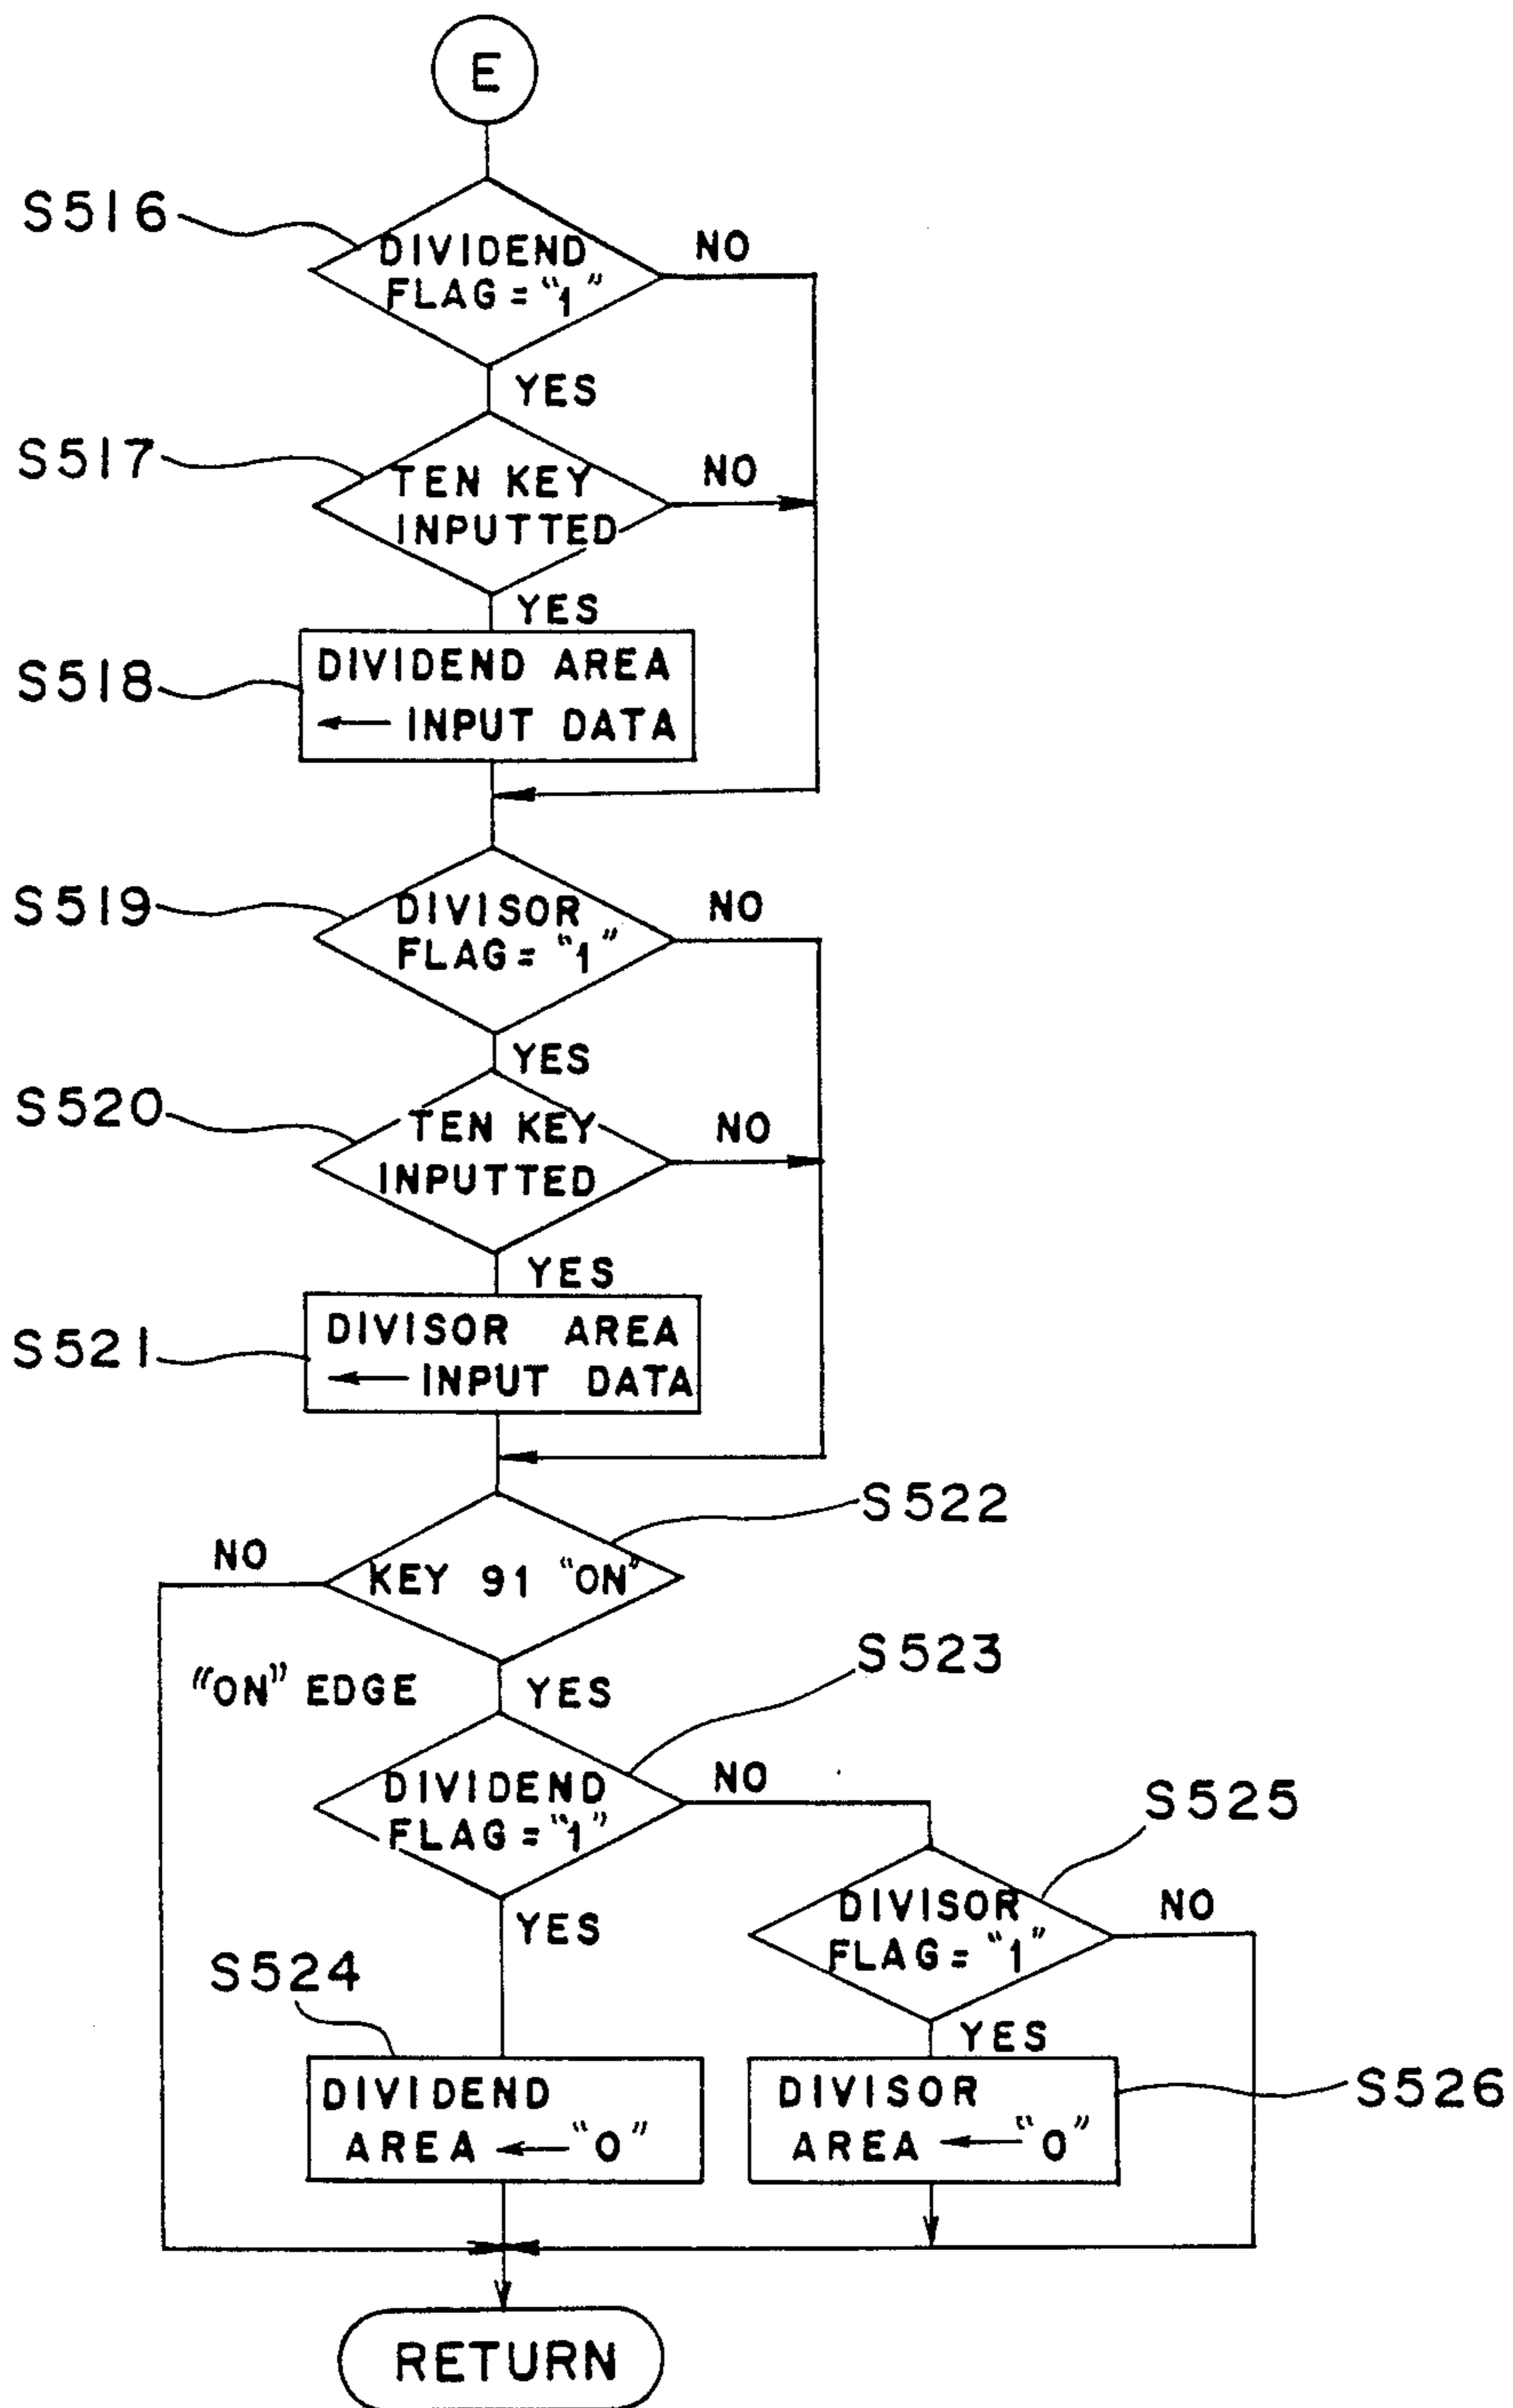 E
S516
DIVIDEND
FLAG = "1"
NO
YES
S517
TEN KEY
INPUTTED
NO
YES
S518
DIVIDEND AREA
← INPUT DATA
S519
DIVISOR
FLAG = "1"
NO
YES
S520
TEN KEY
INPUTTED
NO
YES
S521
DIVISOR AREA
← INPUT DATA
S522
NO
KEY 91 "ON"
"ON" EDGE
YES
S523
DIVIDEND
FLAG = "1"
NO
YES
S525
DIVISOR
FLAG = "1"
NO
YES
S524
DIVIDEND
AREA ← "0"
S526
DIVISOR
AREA ← "0"
RETURN